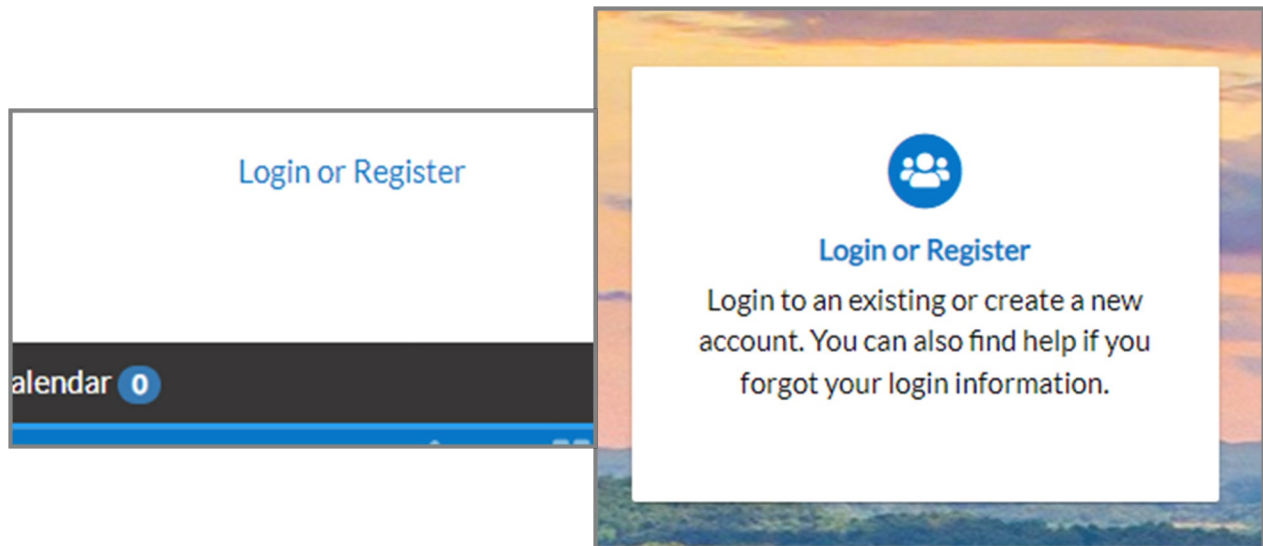 Login or Register
alendar 0
Login or Register
Login to an existing or create a new
account. You can also find help if you
forgot your login information.